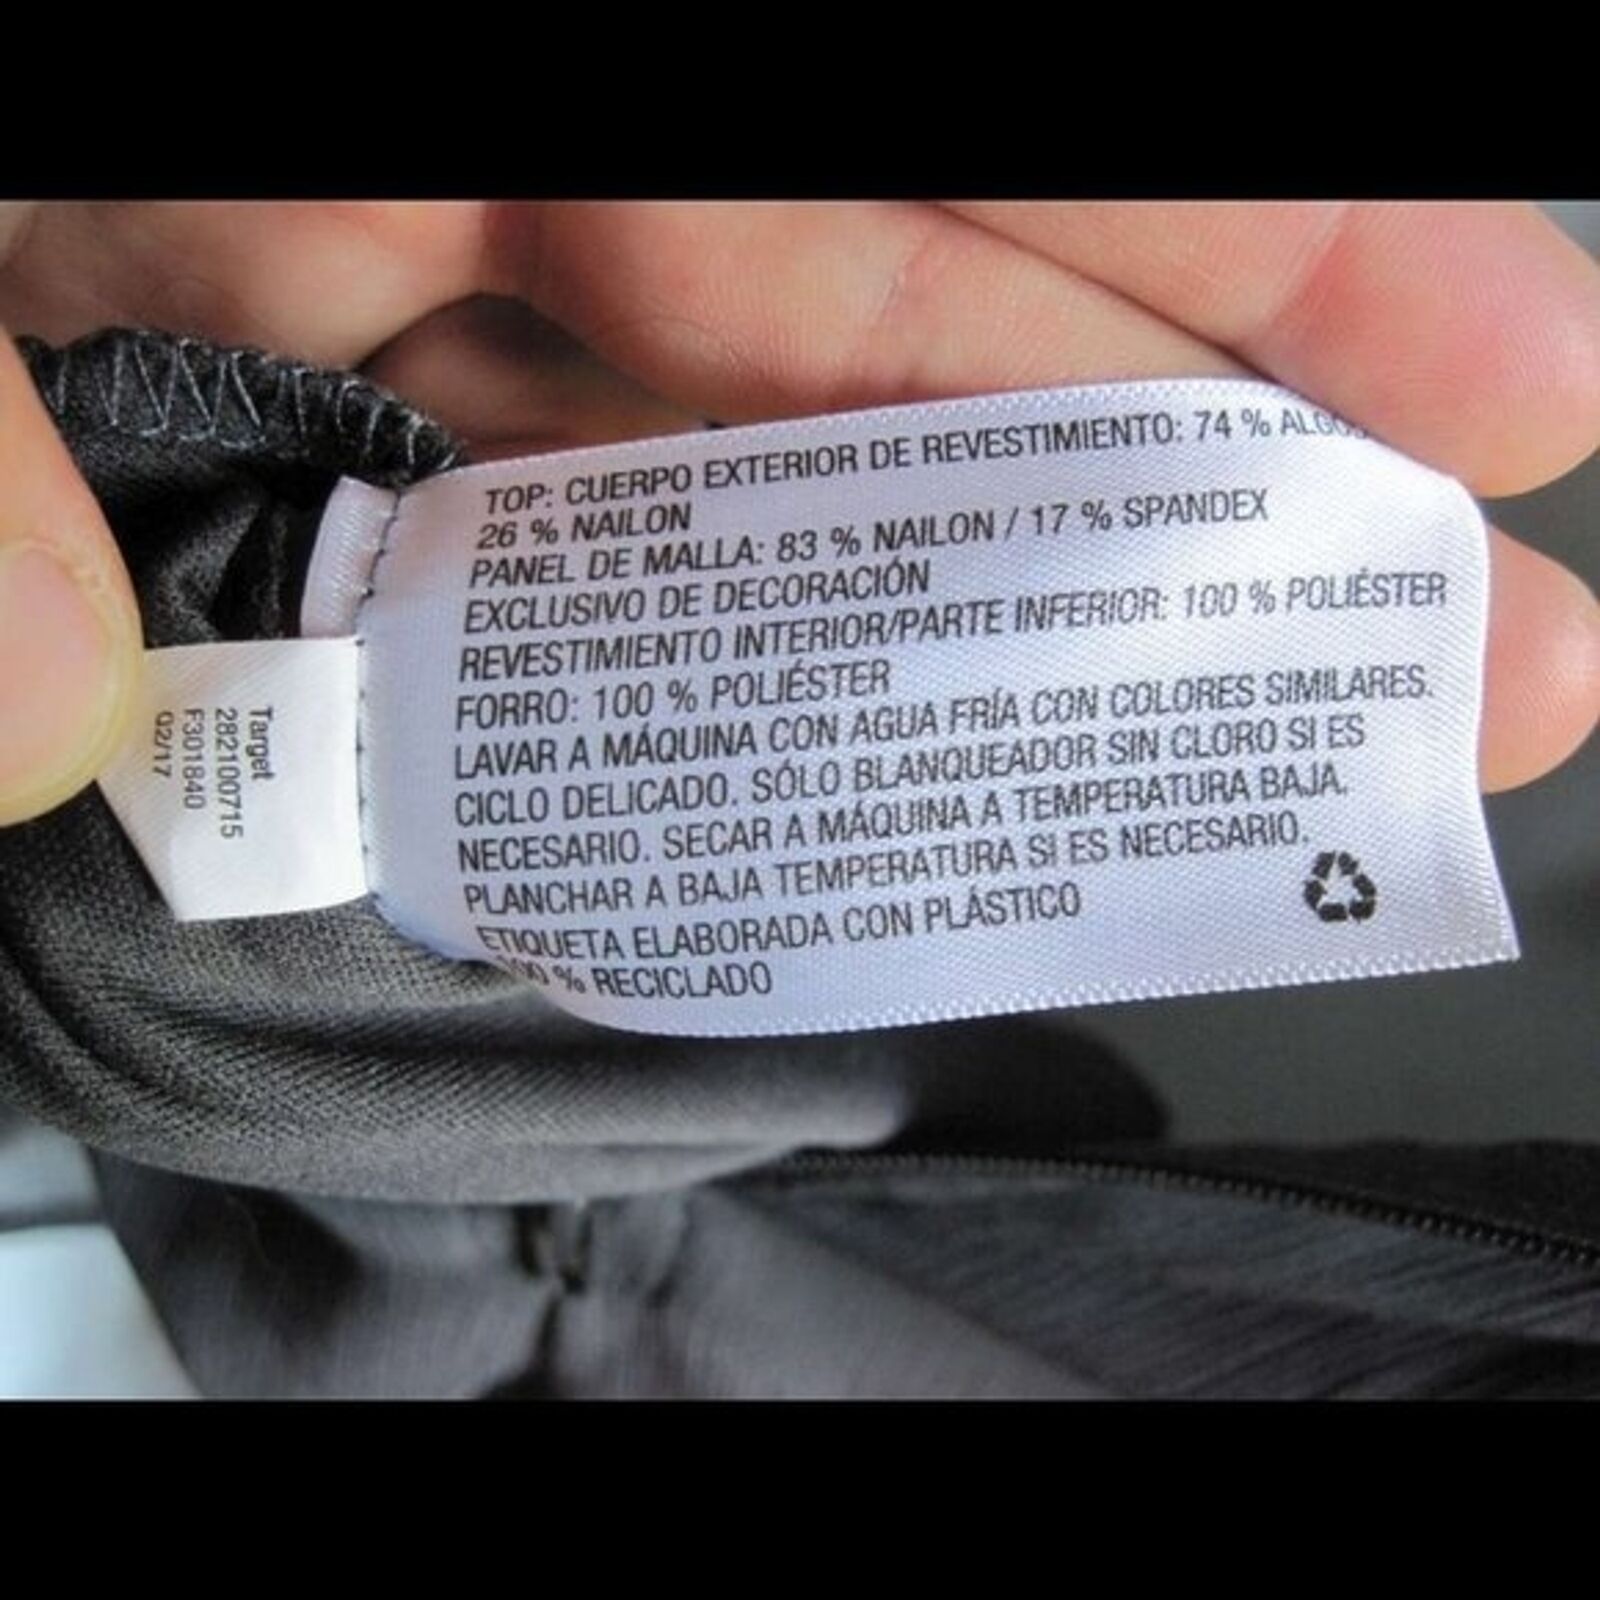 TOP: CUERPO EXTERIOR DE REVESTIMIENTO: 74 %
26 % NAILON
PANEL DE MALLA: 83 % NAILON / 17 % SPANDEX
EXCLUSIVO DE DECORACIÓN
REVESTIMIENTO INTERIOR/PARTE INFERIOR: 100 % POLIÉSTER
FORRO: 100 % POLIÉSTER
LAVAR A MÁQUINA CON AGUA FRÍA CON COLORES SIMILARES.
CICLO DELICADO. SÓLO BLANQUEADOR SIN CLORO SI ES
NECESARIO. SECAR A MÁQUINA A TEMPERATURA BAJA.
PLANCHAR A BAJA TEMPERATURA SI ES NECESARIO.
ETIQUETA ELABORADA CON PLÁSTICO
% RECICLADO
Target
282100715
F301840
02/17